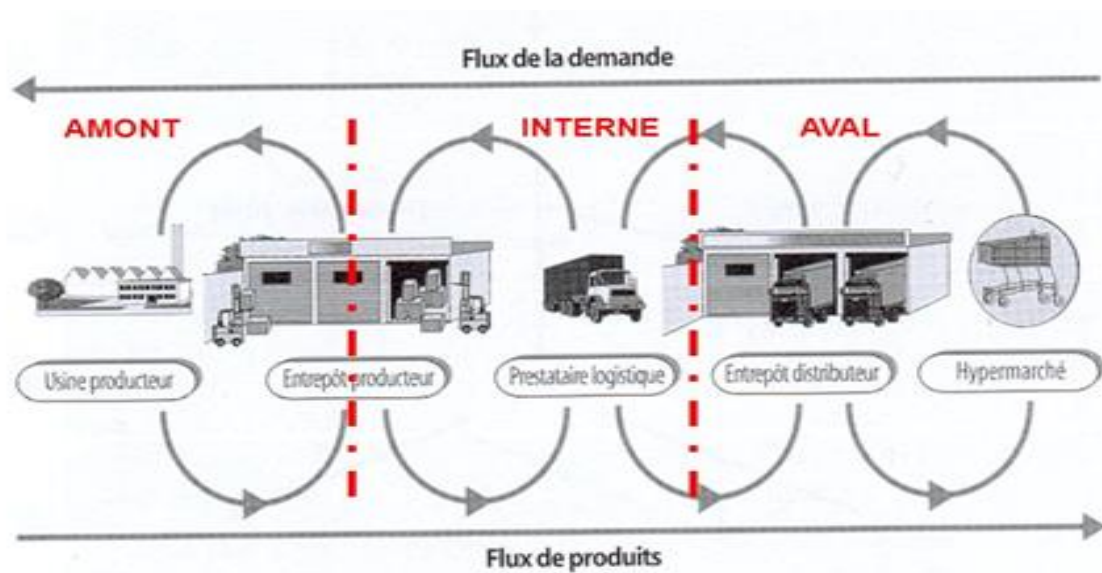 Flux de la demande
AMONT
INTERNE
AVAL
Usine producteur
Entrepôt producteur
Prestataire logistique
Entrepôt distributeur
Hypermarché
Flux de produits